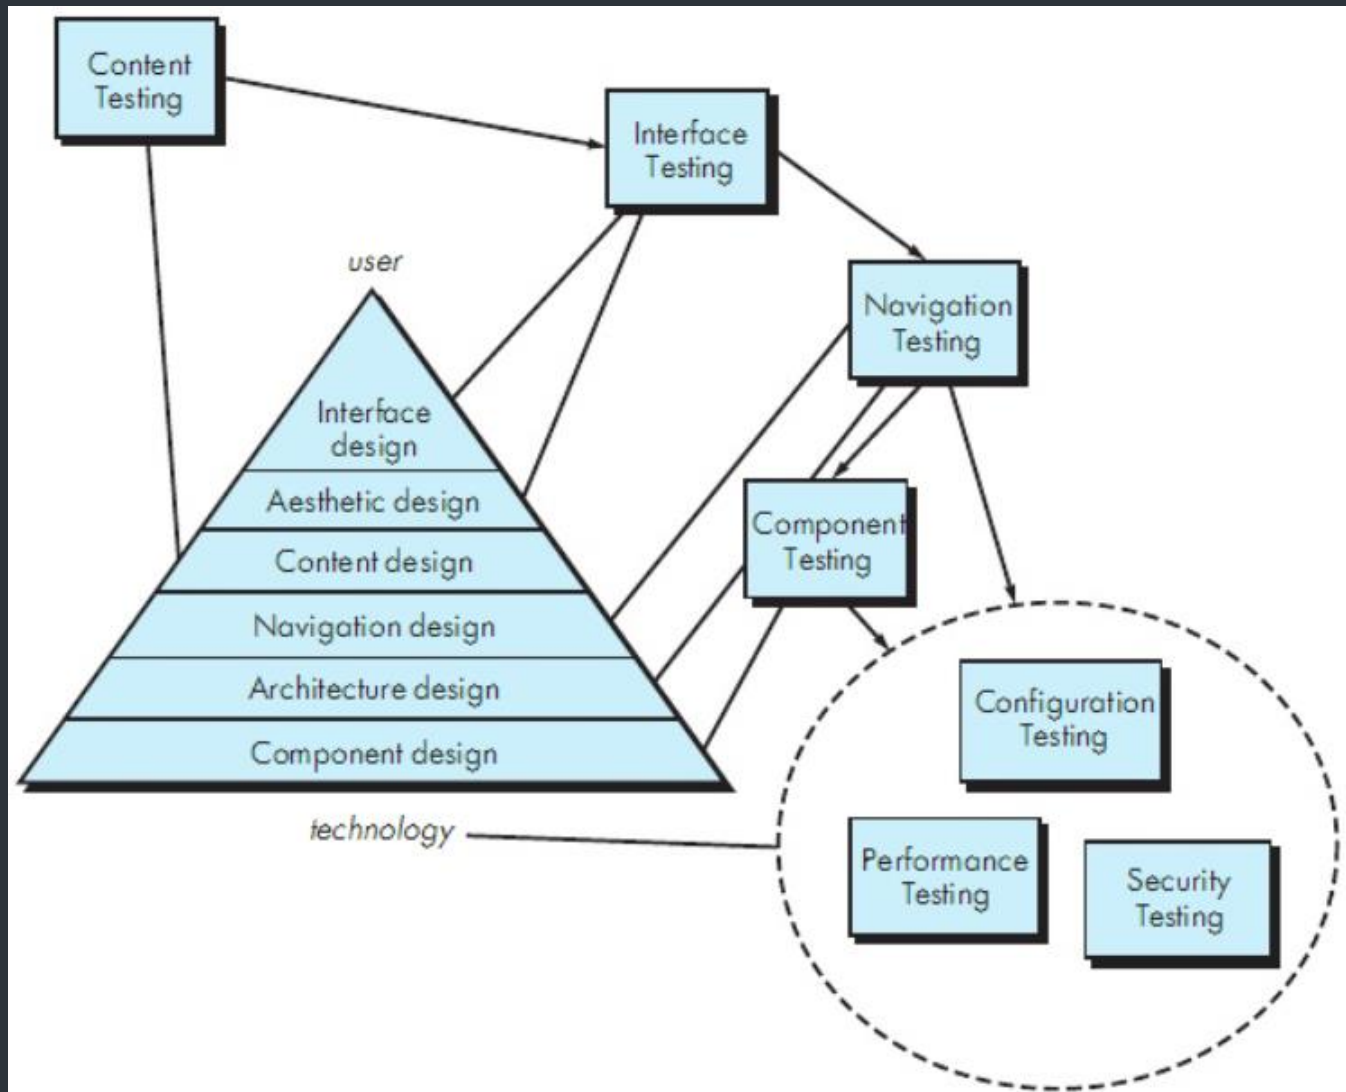 Content
Testing
Interface
Testing
user
Navigation
Testing
Interface
design
Aesthetic design
Component
Testing
Content design
Navigation design
Architecture design
Component design
technology
Configuration
Testing
Performance
Testing
Security
Testing